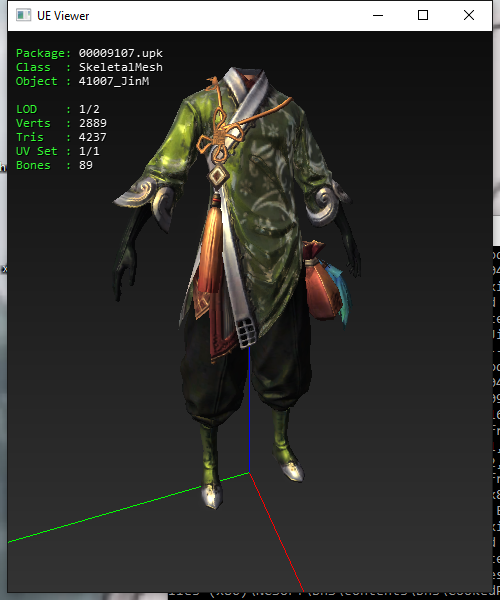 UE Viewer
Package: 00009107.upk
Class : SkeletalMesh
Object : 41007_JinM
LOD : 1/2
Verts : 2889
Tris : 4237
UV Set : 1/1
Bones : 89